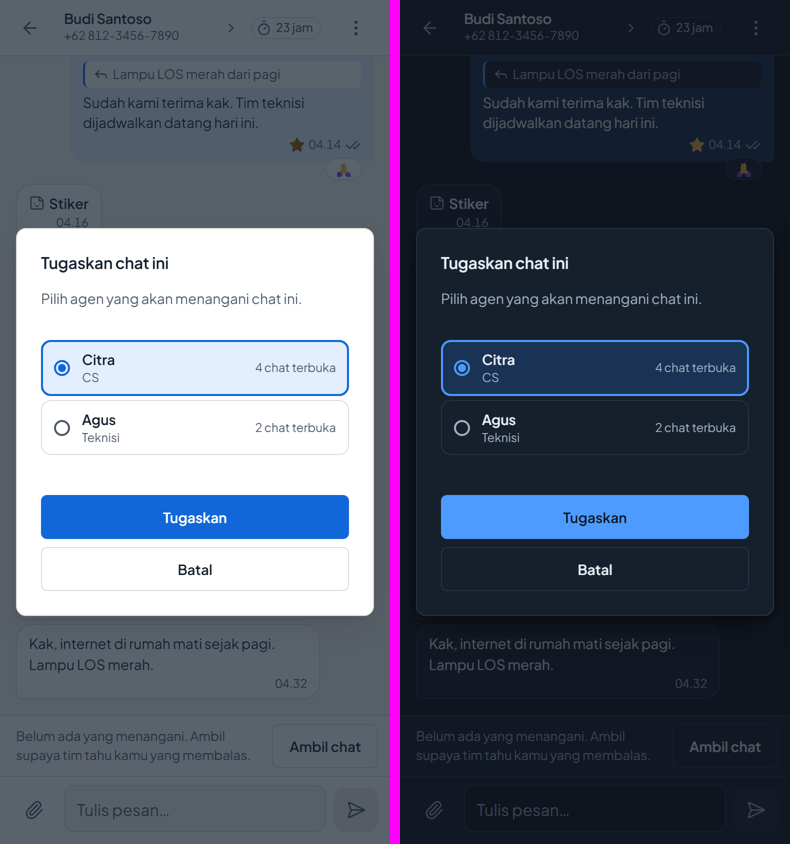 Budi Santoso
+62 812-3456-7890
23 jam
Lampu LOS merah dari pagi
Sudah kami terima kak. Tim teknisi
dijadwalkan datang hari ini.
04.14
Stiker
04.16
Tugaskan chat ini
Pilih agen yang akan menangani chat ini.
Citra
CS
4 chat terbuka
Agus
Teknisi
2 chat terbuka
Tugaskan
Batal
Kak, internet di rumah mati sejak pagi.
Lampu LOS merah.
04.32
Belum ada yang menangani. Ambil
supaya tim tahu kamu yang membalas.
Ambil chat
Tulis pesan...
Budi Santoso
+62 812-3456-7890
23 jam
Lampu LOS merah dari pagi
Sudah kami terima kak. Tim teknisi
dijadwalkan datang hari ini.
04.14
Stiker
04.16
Tugaskan chat ini
Pilih agen yang akan menangani chat ini.
Citra
CS
4 chat terbuka
Agus
Teknisi
2 chat terbuka
Tugaskan
Batal
Kak, internet di rumah mati sejak pagi.
Lampu LOS merah.
04.32
Belum ada yang menangani. Ambil
supaya tim tahu kamu yang membalas.
Ambil chat
Tulis pesan...